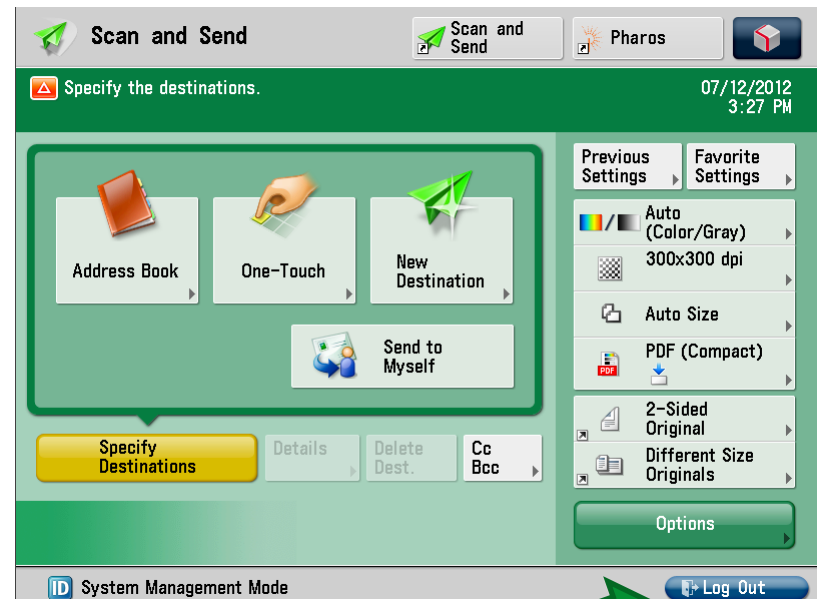 Scan and Send
Scan and
Send
Pharos
Specify the destinations.
07/12/2012
3:27 PM
Address Book
One-Touch
New
Destination
Send to
Myself
Specify
Destinations
Details
Delete
Dest.
Cc
Bcc
Previous
Settings
Favorite
Settings
Auto
(Color/Gray)
300x300 dpi
Auto Size
PDF
PDF (Compact)
2-Sided
Original
Different Size
Originals
Options
ID System Management Mode
Log Out